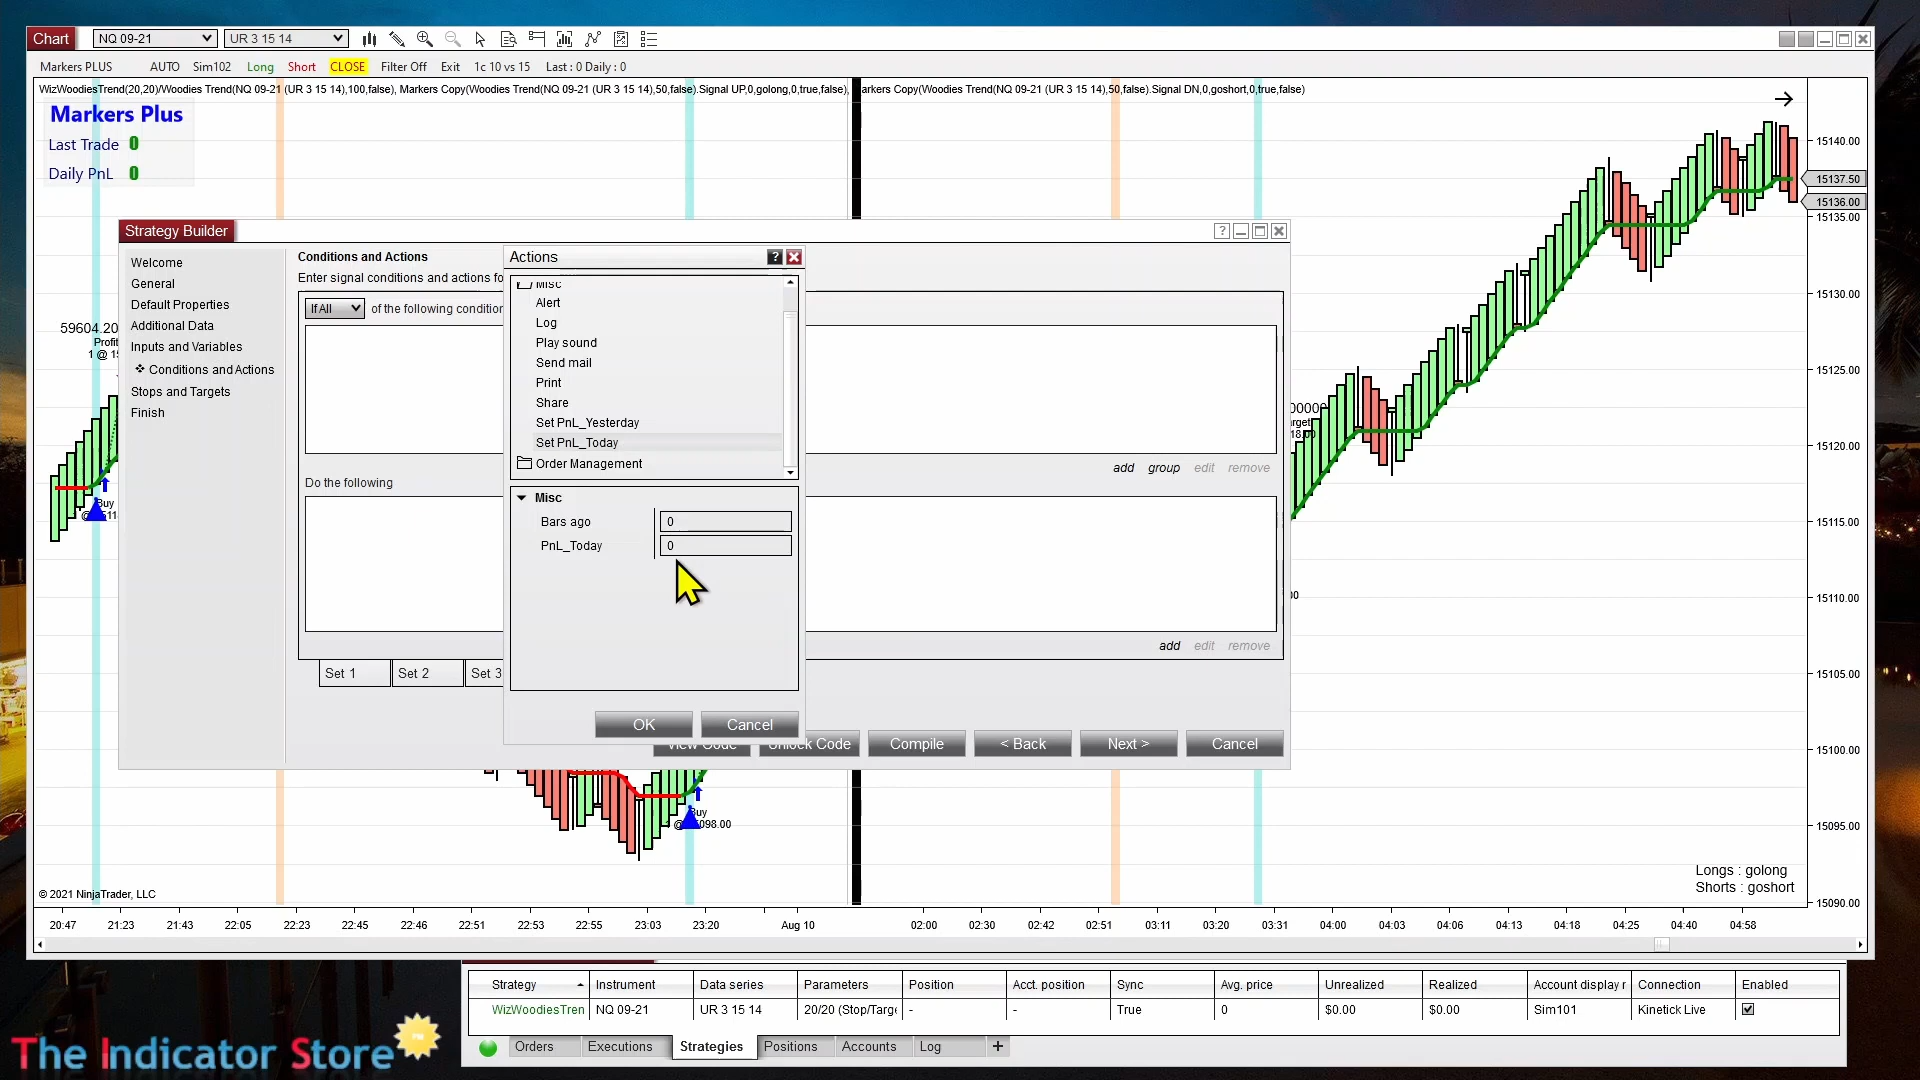 Chart
NQ 09-21
UR 3 15 14
Markers PLUS
AUTO
Sim102
Long
Short
CLOSE
Filter Off
Exit
1c 10 vs 15
Last : 0 Daily : 0
WizWoodiesTrend(20,20)/Woodies Trend(NQ 09-21 (UR 3 15 14),100,false), Markers Copy(Woodies Trend(NQ 09-21 (UR 3 15 14),50,false).Signal UP,0,golong,0,true,false),
arkers Copy(Woodies Trend(NQ 09-21 (UR 3 15 14),50,false).Signal DN,0,goshort,0,true,false)
Markers Plus
Last Trade 0
Daily PnL 0
15140.00
15137.50
15136.00
15135.00
15130.00
15125.00
15120.00
15115.00
15110.00
15105.00
15100.00
15095.00
15090.00
Strategy Builder
?
Welcome
General
Default Properties
Additional Data
Inputs and Variables
Conditions and Actions
Stops and Targets
Finish
Conditions and Actions
Enter signal conditions and actions fo
If All
of the following condition
add group edit remove
Do the following
add edit remove
Set 1
Set 2
Set 3
View Code
Unlock Code
Compile
< Back
Next >
Cancel
Actions
?
Misc
Alert
Log
Play sound
Send mail
Print
Share
Set PnL_Yesterday
Set PnL_Today
Order Management
Misc
Bars ago
0
PnL_Today
0
OK
Cancel
59604.20
Profit
1 @ 15
Buy
Buy
Longs : golong
Shorts : goshort
© 2021 NinjaTrader, LLC
20:47 21:23 21:43 22:05 22:23 22:45 22:46 22:51 22:53 22:55 23:03 23:20 Aug 10 02:00 02:30 02:42 02:51 03:11 03:20 03:31 04:00 04:03 04:06 04:13 04:18 04:25 04:40 04:58
Strategy Instrument Data series Parameters Position Acct. position Sync Avg. price Unrealized Realized Account display r Connection Enabled
WizWoodiesTren NQ 09-21 UR 3 15 14 20/20 (Stop/Targe - - True 0 $0.00 $0.00 Sim101 Kinetick Live
Orders
Executions
Strategies
Positions
Accounts
Log
+
The Indicator Store